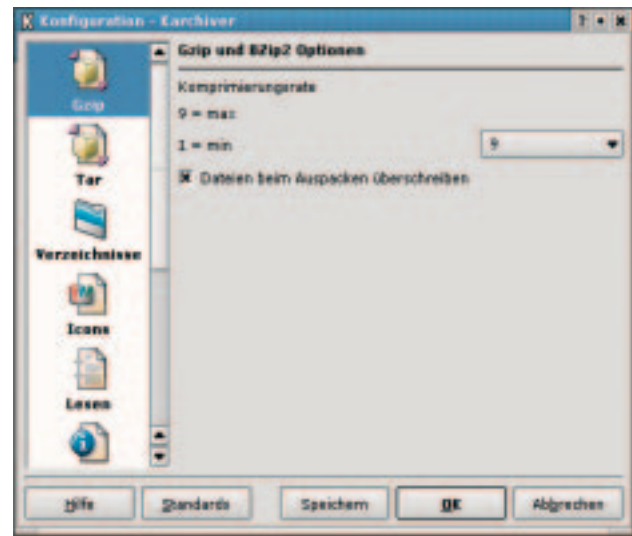 Konfiguration - Karchiver
Gzip
Tar
Verzeichnisse
Icons
Lesen
Gzip und BZip2 Optionen
Komprimierungsrate
9 = max
1 = min
9
Dateien beim Auspacken überschreiben
Hilfe
Standards
Speichern
OK
Abbrechen